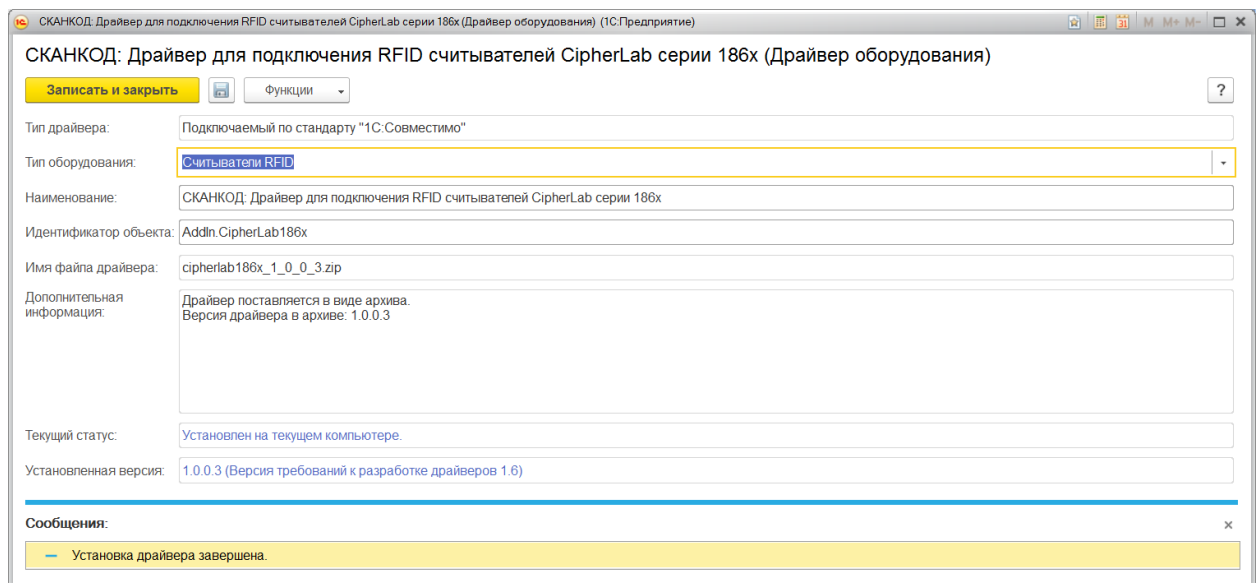 СКАНКОД: Драйвер для подключения RFID считывателей CipherLab серии 186x (Драйвер оборудования) (1С:Предприятие)
31 M M+ M-
СКАНКОД: Драйвер для подключения RFID считывателей CipherLab серии 186x (Драйвер оборудования)
Записать и закрыть Функции ?
Тип драйвера: Подключаемый по стандарту "1С:Совместимо"
Тип оборудования: Считыватели RFID
Наименование: СКАНКОД: Драйвер для подключения RFID считывателей CipherLab серии 186x
Идентификатор объекта: AddIn.CipherLab186x
Имя файла драйвера: cipherlab186x_1_0_0_3.zip
Дополнительная информация: Драйвер поставляется в виде архива.
Версия драйвера в архиве: 1.0.0.3
Текущий статус: Установлен на текущем компьютере.
Установленная версия: 1.0.0.3 (Версия требований к разработке драйверов 1.6)
Сообщения:
Установка драйвера завершена.